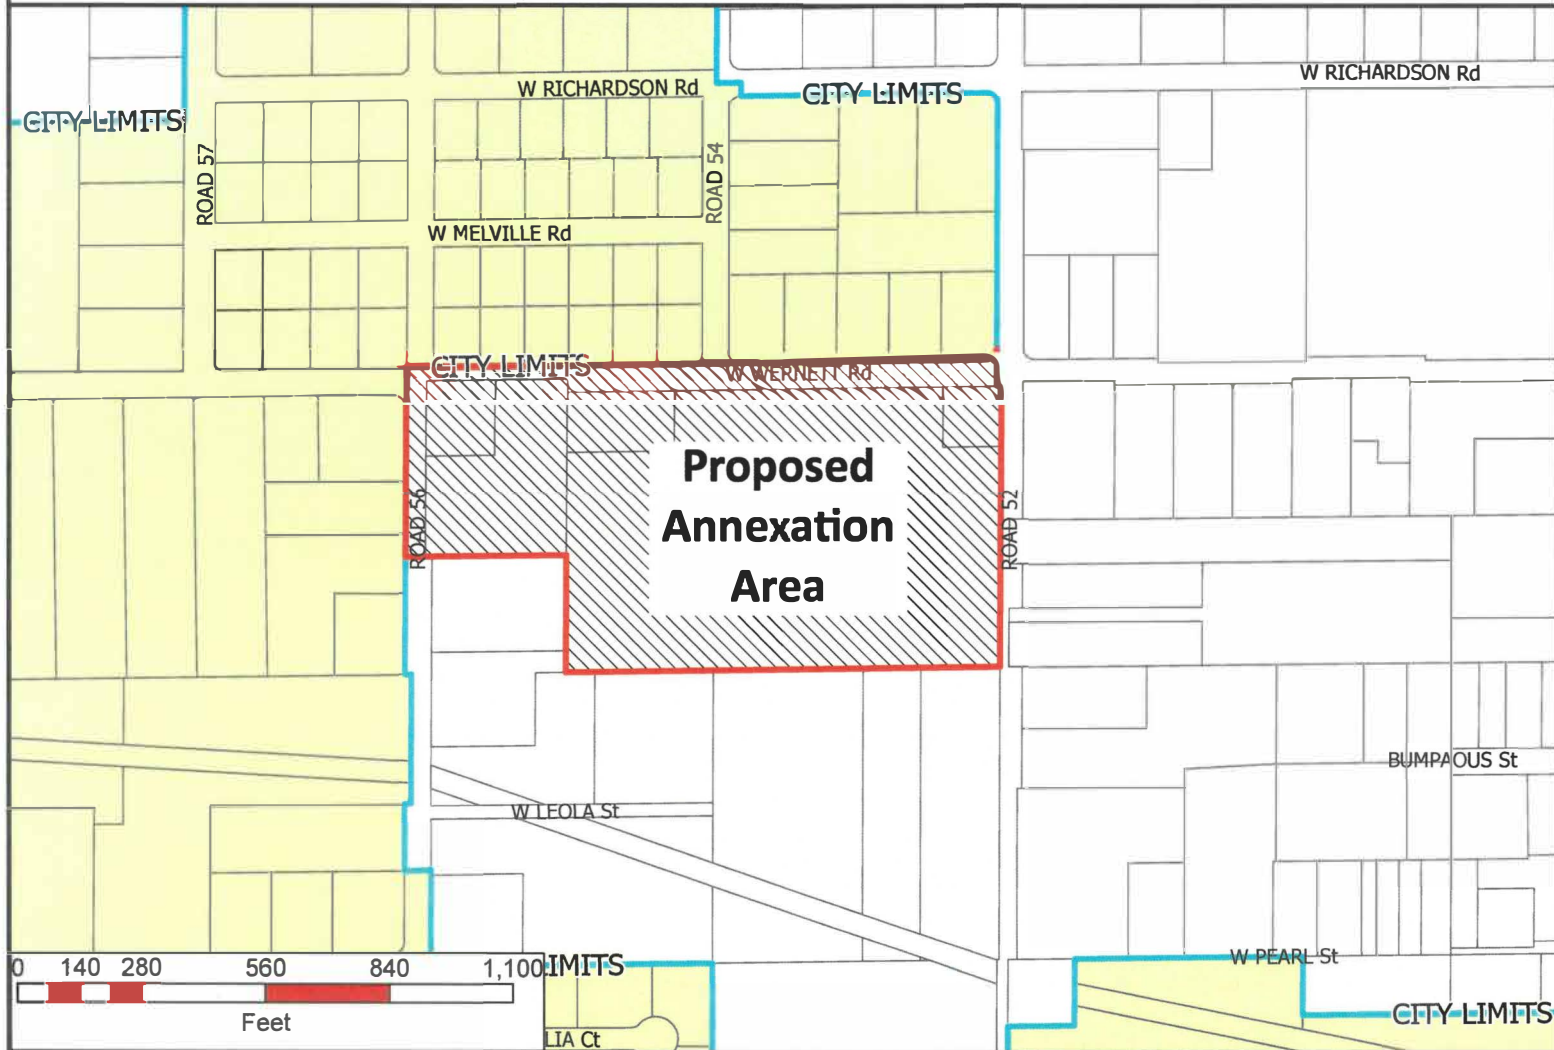 W RICHARDSON Rd
W RICHARDSON Rd
CITY LIMITS
CITY LIMITS
ROAD 57
ROAD 54
W MELVILLE Rd
CITY LIMITS
W WERNETT Rd
Proposed
Annexation
Area
ROAD 56
ROAD 52
BUMPAOUS St
W LEOLA St
W PEARL St
0 140 280 560 840 1,100
IMITS
Feet
LIA Ct
CITY LIMITS